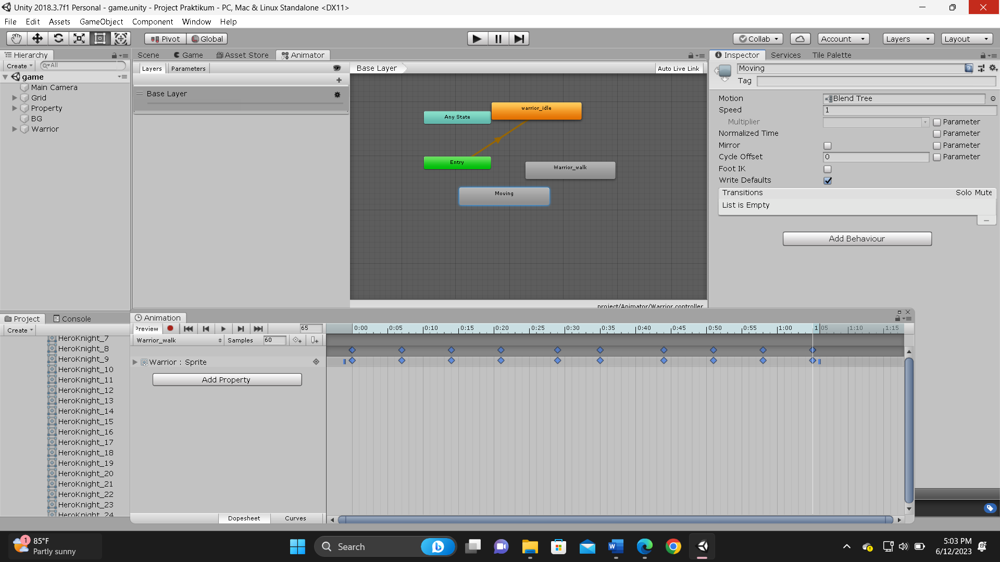 Unity 2018.3.7f1 Personal - game.unity - Project Praktikum - PC, Mac & Linux Standalone <DX11>
File Edit Assets GameObject Component Window Help
Pivot Global Collab Account Layers Layout
Hierarchy
Create All
game
Main Camera
Grid
Property
BG
Warrior
Scene Game Asset Store Animator
Layers Parameters
Base Layer
Base Layer Auto Live Link
Any State
warrior_idle
Entry
Warrior_walk
Moving
project/Animator/Warrior.controller
Inspector Services Tile Palette
Moving
Tag
Motion Blend Tree
Speed 1
Multiplier Parameter
Normalized Time Parameter
Mirror Parameter
Cycle Offset 0 Parameter
Foot IK
Write Defaults
Transitions Solo Mute
List is Empty
Add Behaviour
Project Console
Create
HeroKnight_7
HeroKnight_8
HeroKnight_9
HeroKnight_10
HeroKnight_11
HeroKnight_12
HeroKnight_13
HeroKnight_14
HeroKnight_15
HeroKnight_16
HeroKnight_17
HeroKnight_18
HeroKnight_19
HeroKnight_20
HeroKnight_21
HeroKnight_22
HeroKnight_23
HeroKnight_24
Animation
Preview 65
0:00 0:05 0:10 0:15 0:20 0:25 0:30 0:35 0:40 0:45 0:50 0:55 1:00 1:05 1:10 1:15
Warrior_walk Samples 60
Warrior : Sprite
Add Property
Dopesheet Curves
1
85°F
Partly sunny
Search
5:03 PM
6/12/2023